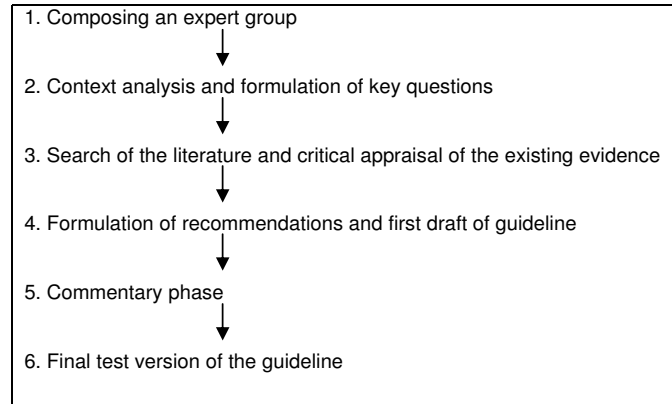 1. Composing an expert group
2. Context analysis and formulation of key questions
3. Search of the literature and critical appraisal of the existing evidence
4. Formulation of recommendations and first draft of guideline
5. Commentary phase
6. Final test version of the guideline